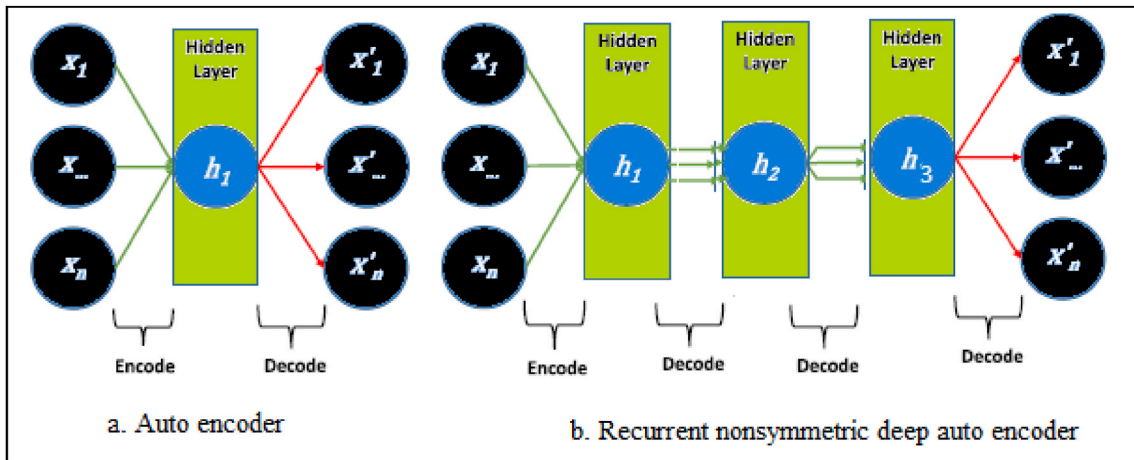 x1
x...
xn
Hidden
Layer
h1
x'1
x'...
x'n
Encode
Decode
a. Auto encoder
x1
x...
xn
Hidden
Layer
h1
Hidden
Layer
h2
Hidden
Layer
h3
x'1
x'...
x'n
Encode
Decode
Decode
Decode
b. Recurrent nonsymmetric deep auto encoder